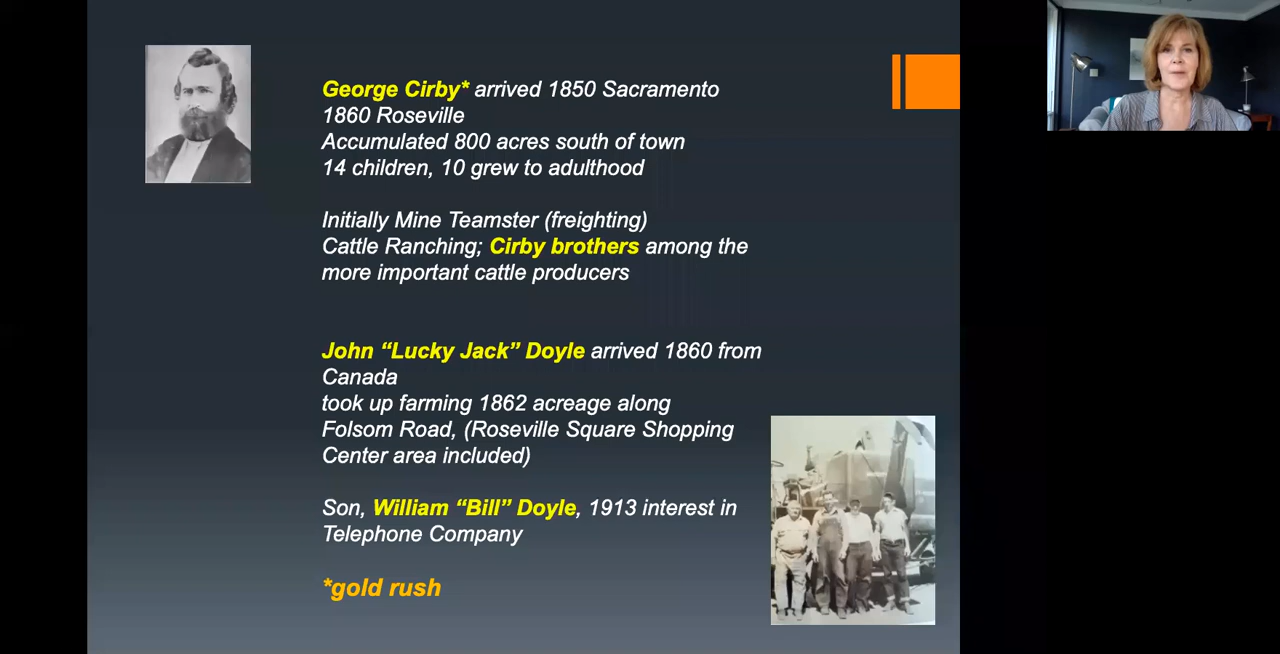 George Cirby* arrived 1850 Sacramento
1860 Roseville
Accumulated 800 acres south of town
14 children, 10 grew to adulthood
Initially Mine Teamster (freighting)
Cattle Ranching; Cirby brothers among the
more important cattle producers
John “Lucky Jack” Doyle arrived 1860 from
Canada
took up farming 1862 acreage along
Folsom Road, (Roseville Square Shopping
Center area included)
Son, William “Bill” Doyle, 1913 interest in
Telephone Company
*gold rush